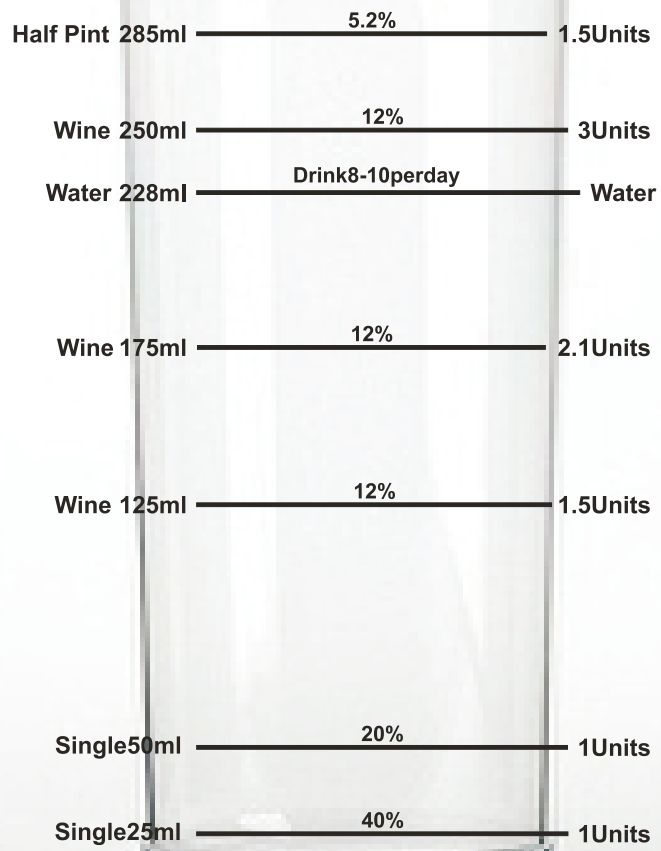 5.2%
Half Pint 285ml 1.5Units
12%
Wine 250ml 3Units
Drink8-10perday
Water 228ml Water
12%
Wine 175ml 2.1Units
12%
Wine 125ml 1.5Units
20%
Single50ml 1Units
40%
Single25ml 1Units